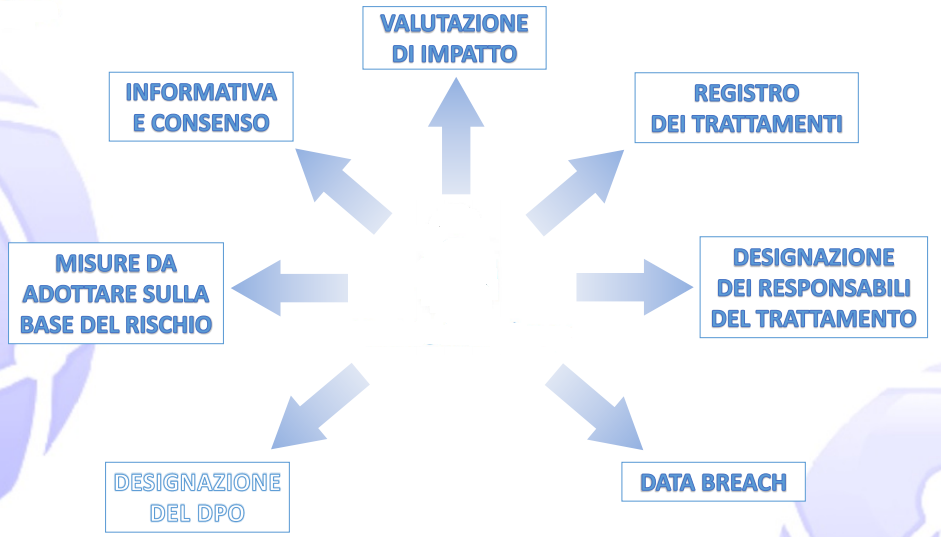 VALUTAZIONE
DI IMPATTO
INFORMATIVA
E CONSENSO
REGISTRO
DEI TRATTAMENTI
MISURE DA
ADOTTARE SULLA
BASE DEL RISCHIO
DESIGNAZIONE
DEI RESPONSABILI
DEL TRATTAMENTO
DESIGNAZIONE
DEL DPO
DATA BREACH